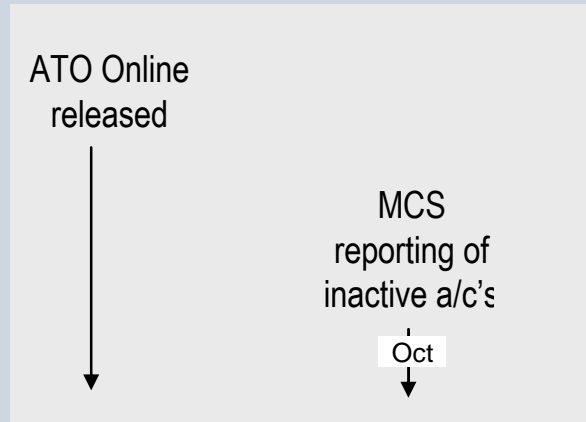 ATO Online
released
MCS
reporting of
inactive a/c's
Oct